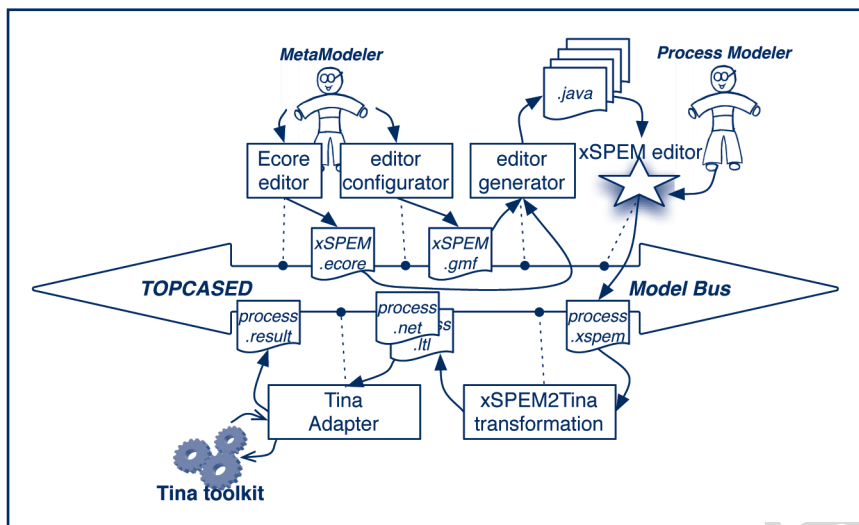 MetaModeler
Process Modeler
.java
Ecore
editor
editor
configurator
editor
generator
xSPEM editor
xSPEM
.ecore
xSPEM
.gmf
TOPCASED
Model Bus
process
.result
process
.net
.ltl
process
.xspem
Tina
Adapter
xSPEM2Tina
transformation
Tina toolkit